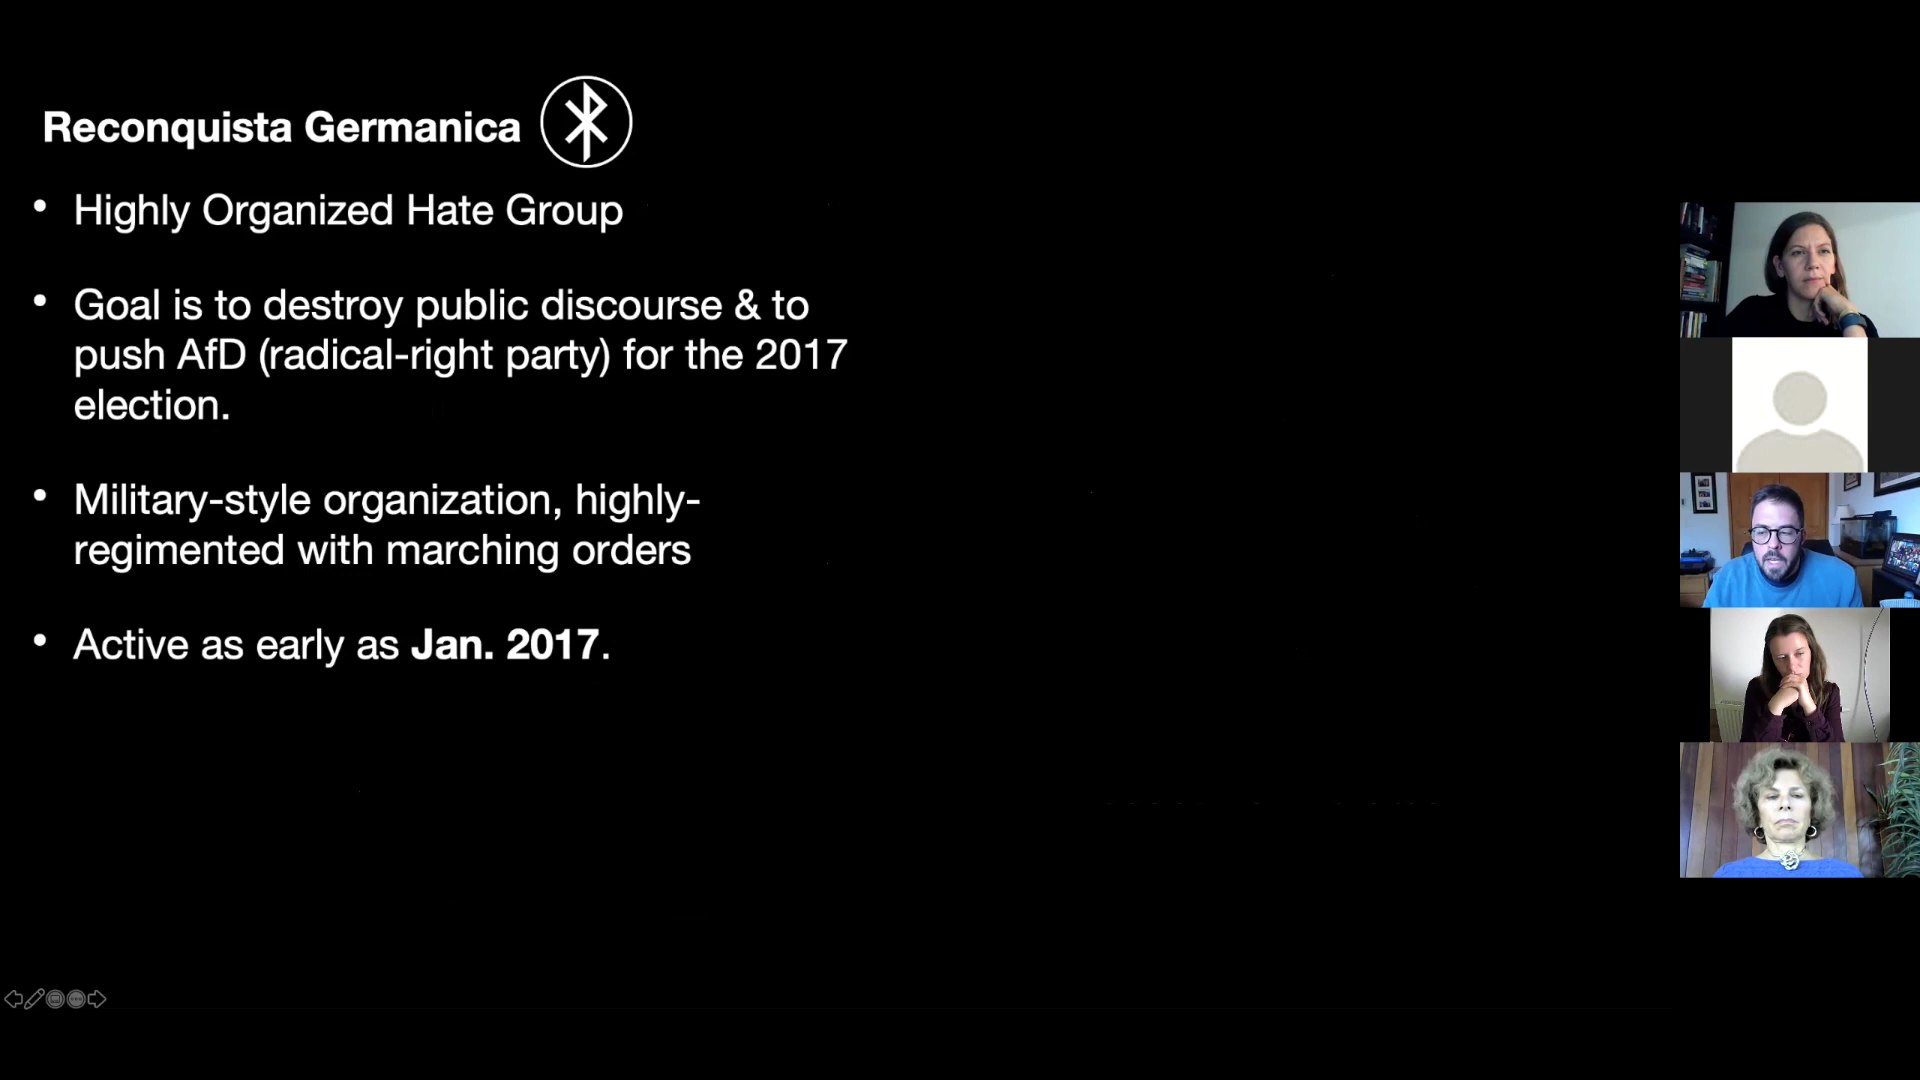 Reconquista Germanica
• Highly Organized Hate Group
• Goal is to destroy public discourse & to
push AfD (radical-right party) for the 2017
election.
• Military-style organization, highly-
regimented with marching orders
• Active as early as Jan. 2017.